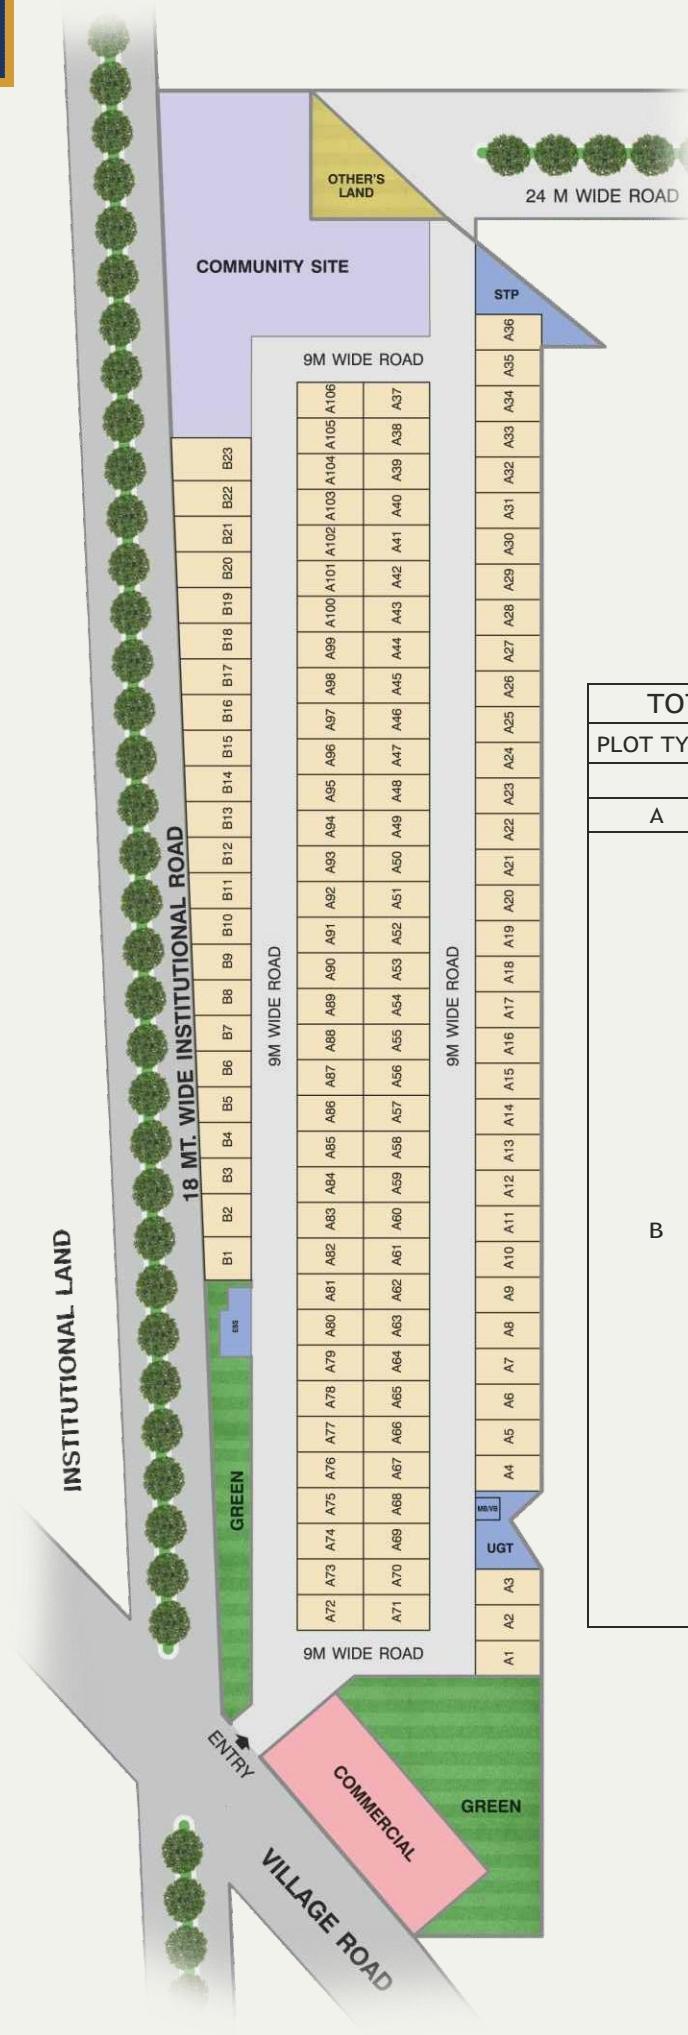 OTHER'S
LAND
24 M WIDE ROAD
COMMUNITY SITE
STP
9M WIDE ROAD
A36
A35
A34
A33
A32
A31
A30
A29
A28
A27
A26
A25
A24
A23
A22
A21
A20
A19
A18
A17
A16
A15
A14
A13
A12
A11
A10
A9
A8
A7
A6
A5
A4
MB/VB
UGT
A3
A2
A1
A106 A37
A105 A38
A104 A39
A103 A40
A102 A41
A101 A42
A100 A43
A99 A44
A98 A45
A97 A46
A96 A47
A95 A48
A94 A49
A93 A50
A92 A51
A91 A52
A90 A53
A89 A54
A88 A55
A87 A56
A86 A57
A85 A58
A84 A59
A83 A60
A82 A61
A81 A62
A80 A63
A79 A64
A78 A65
A77 A66
A76 A67
A75 A68
A74 A69
A73 A70
A72 A71
B23
B22
B21
B20
B19
B18
B17
B16
B15
B14
B13
B12
B11
B10
B9
B8
B7
B6
B5
B4
B3
B2
B1
18 MT. WIDE INSTITUTIONAL ROAD
9M WIDE ROAD
9M WIDE ROAD
INSTITUTIONAL LAND
ESS
GREEN
9M WIDE ROAD
ENTRY
COMMERCIAL
GREEN
VILLAGE ROAD
TOT
PLOT TY
A
B